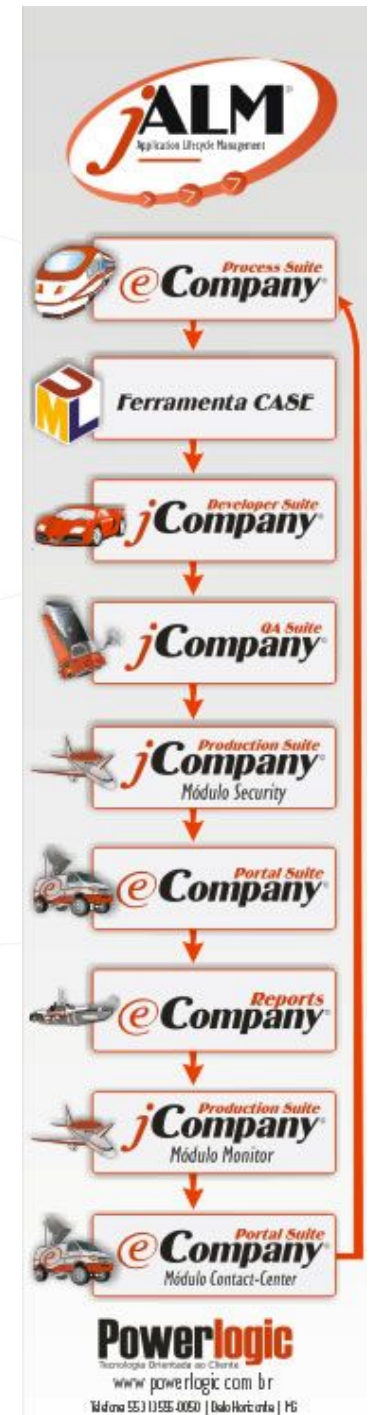 jALM®
Application Lifecycle Management
Process Suite
eCompany®
UML
Ferramenta CASE
Developer Suite
jCompany®
QA Suite
jCompany®
Production Suite
jCompany®
Módulo Security
Portal Suite
eCompany®
Reports
eCompany®
Production Suite
jCompany®
Módulo Monitor
Portal Suite
eCompany®
Módulo Contact-Center
Powerlogic
Tecnologia Orientada ao Cliente
www powerlogic com br
Belo Horizonte | MG